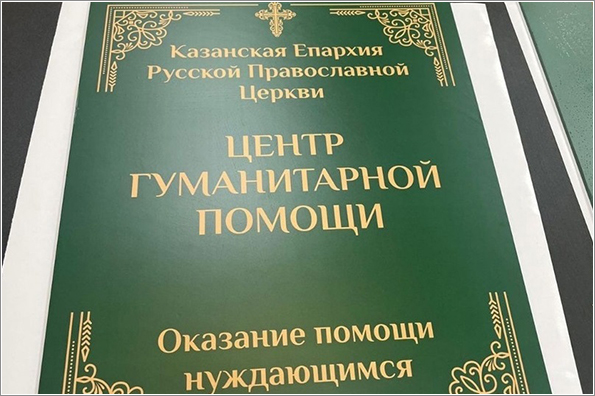 Казанская Епархия
Русской Православной
Церкви
ЦЕНТР
ГУМАНИТАРНОЙ
ПОМОЩИ
Оказание помощи
нуждающимся